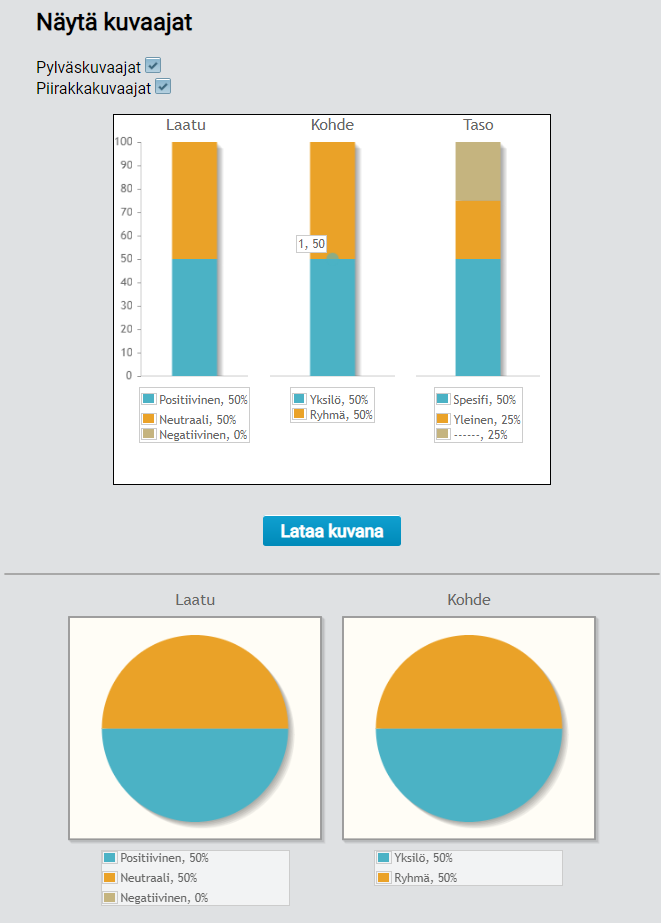 Näytä kuvaajat
Pylväskuvaajat
Piirakkakuvaajat
Laatu Kohde Taso
100
90
80
70
60
50
40
30
20
10
0
1, 50
Positiivinen, 50%
Neutraali, 50%
Negatiivinen, 0%
Yksilö, 50%
Ryhmä, 50%
Spesifi, 50%
Yleinen, 25%
------, 25%
Lataa kuvana
Laatu Kohde
Positiivinen, 50%
Neutraali, 50%
Negatiivinen, 0%
Yksilö, 50%
Ryhmä, 50%